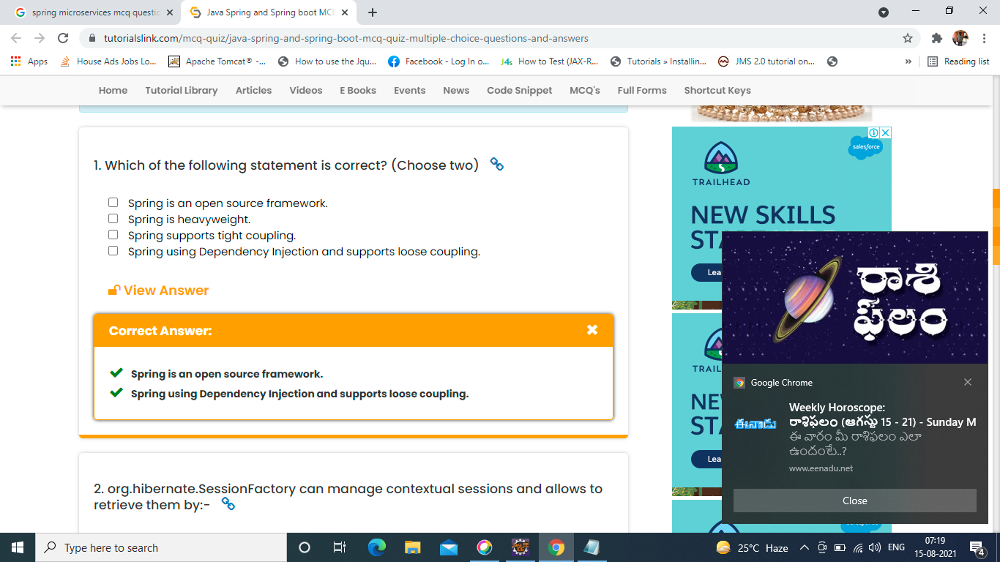 spring microservices mcq questic
Java Spring and Spring boot MC
tutorialslink.com/mcq-quiz/java-spring-and-spring-boot-mcq-quiz-multiple-choice-questions-and-answers
Apps
House Ads Jobs Lo...
Apache Tomcat® -...
How to use the Jqu...
Facebook - Log In o...
J4s How to Test (JAX-R...
Tutorials » Installin...
JMS 2.0 tutorial on...
»
Reading list
Home Tutorial Library Articles Videos E Books Events News Code Snippet MCQ's Full Forms Shortcut Keys
1. Which of the following statement is correct? (Choose two)
Spring is an open source framework.
Spring is heavyweight.
Spring supports tight coupling.
Spring using Dependency Injection and supports loose coupling.
View Answer
Correct Answer:
Spring is an open source framework.
Spring using Dependency Injection and supports loose coupling.
2. org.hibernate.SessionFactory can manage contextual sessions and allows to
retrieve them by:-
salesforce
TRAILHEAD
NEW SKILLS
STA
Lea
TRAIL
NE
STA
Lea
రాశి
ఫలం
Google Chrome
ఈనాడు
Weekly Horoscope:
రాశిఫలం (ఆగస్టు 15 - 21) - Sunday M
ఈ వారం మీ రాశిఫలం ఎలా
ఉందంటే..?
www.eenadu.net
Close
Type here to search
JAVA EE
IDE
25°C Haze
ENG
07:19
15-08-2021
4